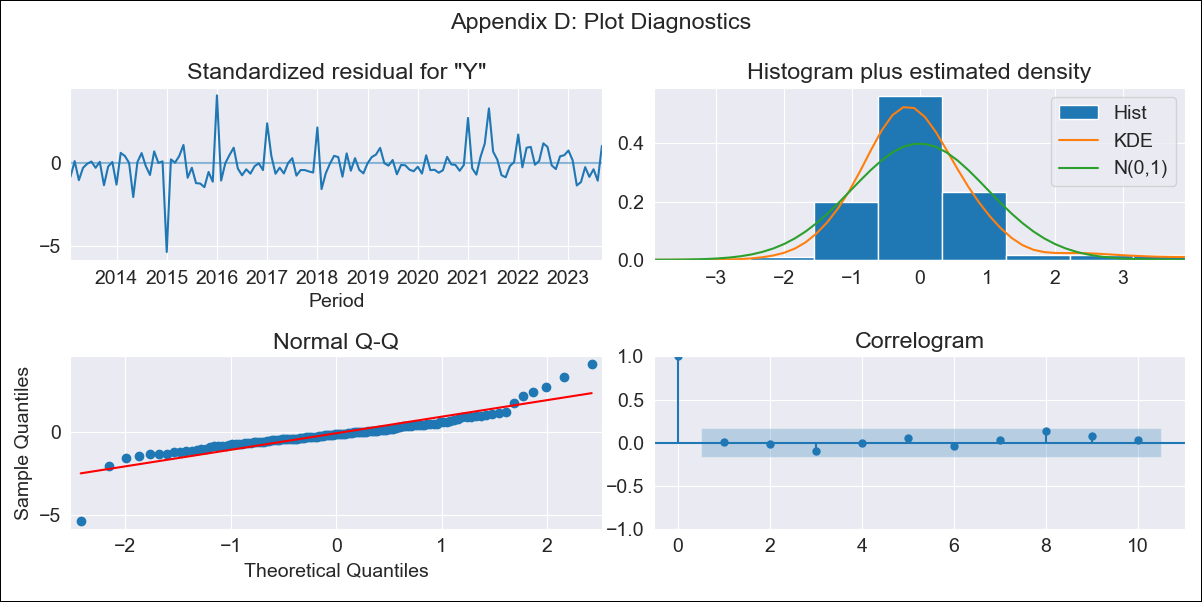 Appendix D: Plot Diagnostics
Standardized residual for "Y"
0
−5
2014 2015 2016 2017 2018 2019 2020 2021 2022 2023
Period
Histogram plus estimated density
Hist
KDE
N(0,1)
0.4
0.2
0.0
−3 −2 −1 0 1 2 3
Normal Q-Q
Sample Quantiles
0
−5
−2 −1 0 1 2
Theoretical Quantiles
Correlogram
1.0
0.5
0.0
−0.5
−1.0
0 2 4 6 8 10